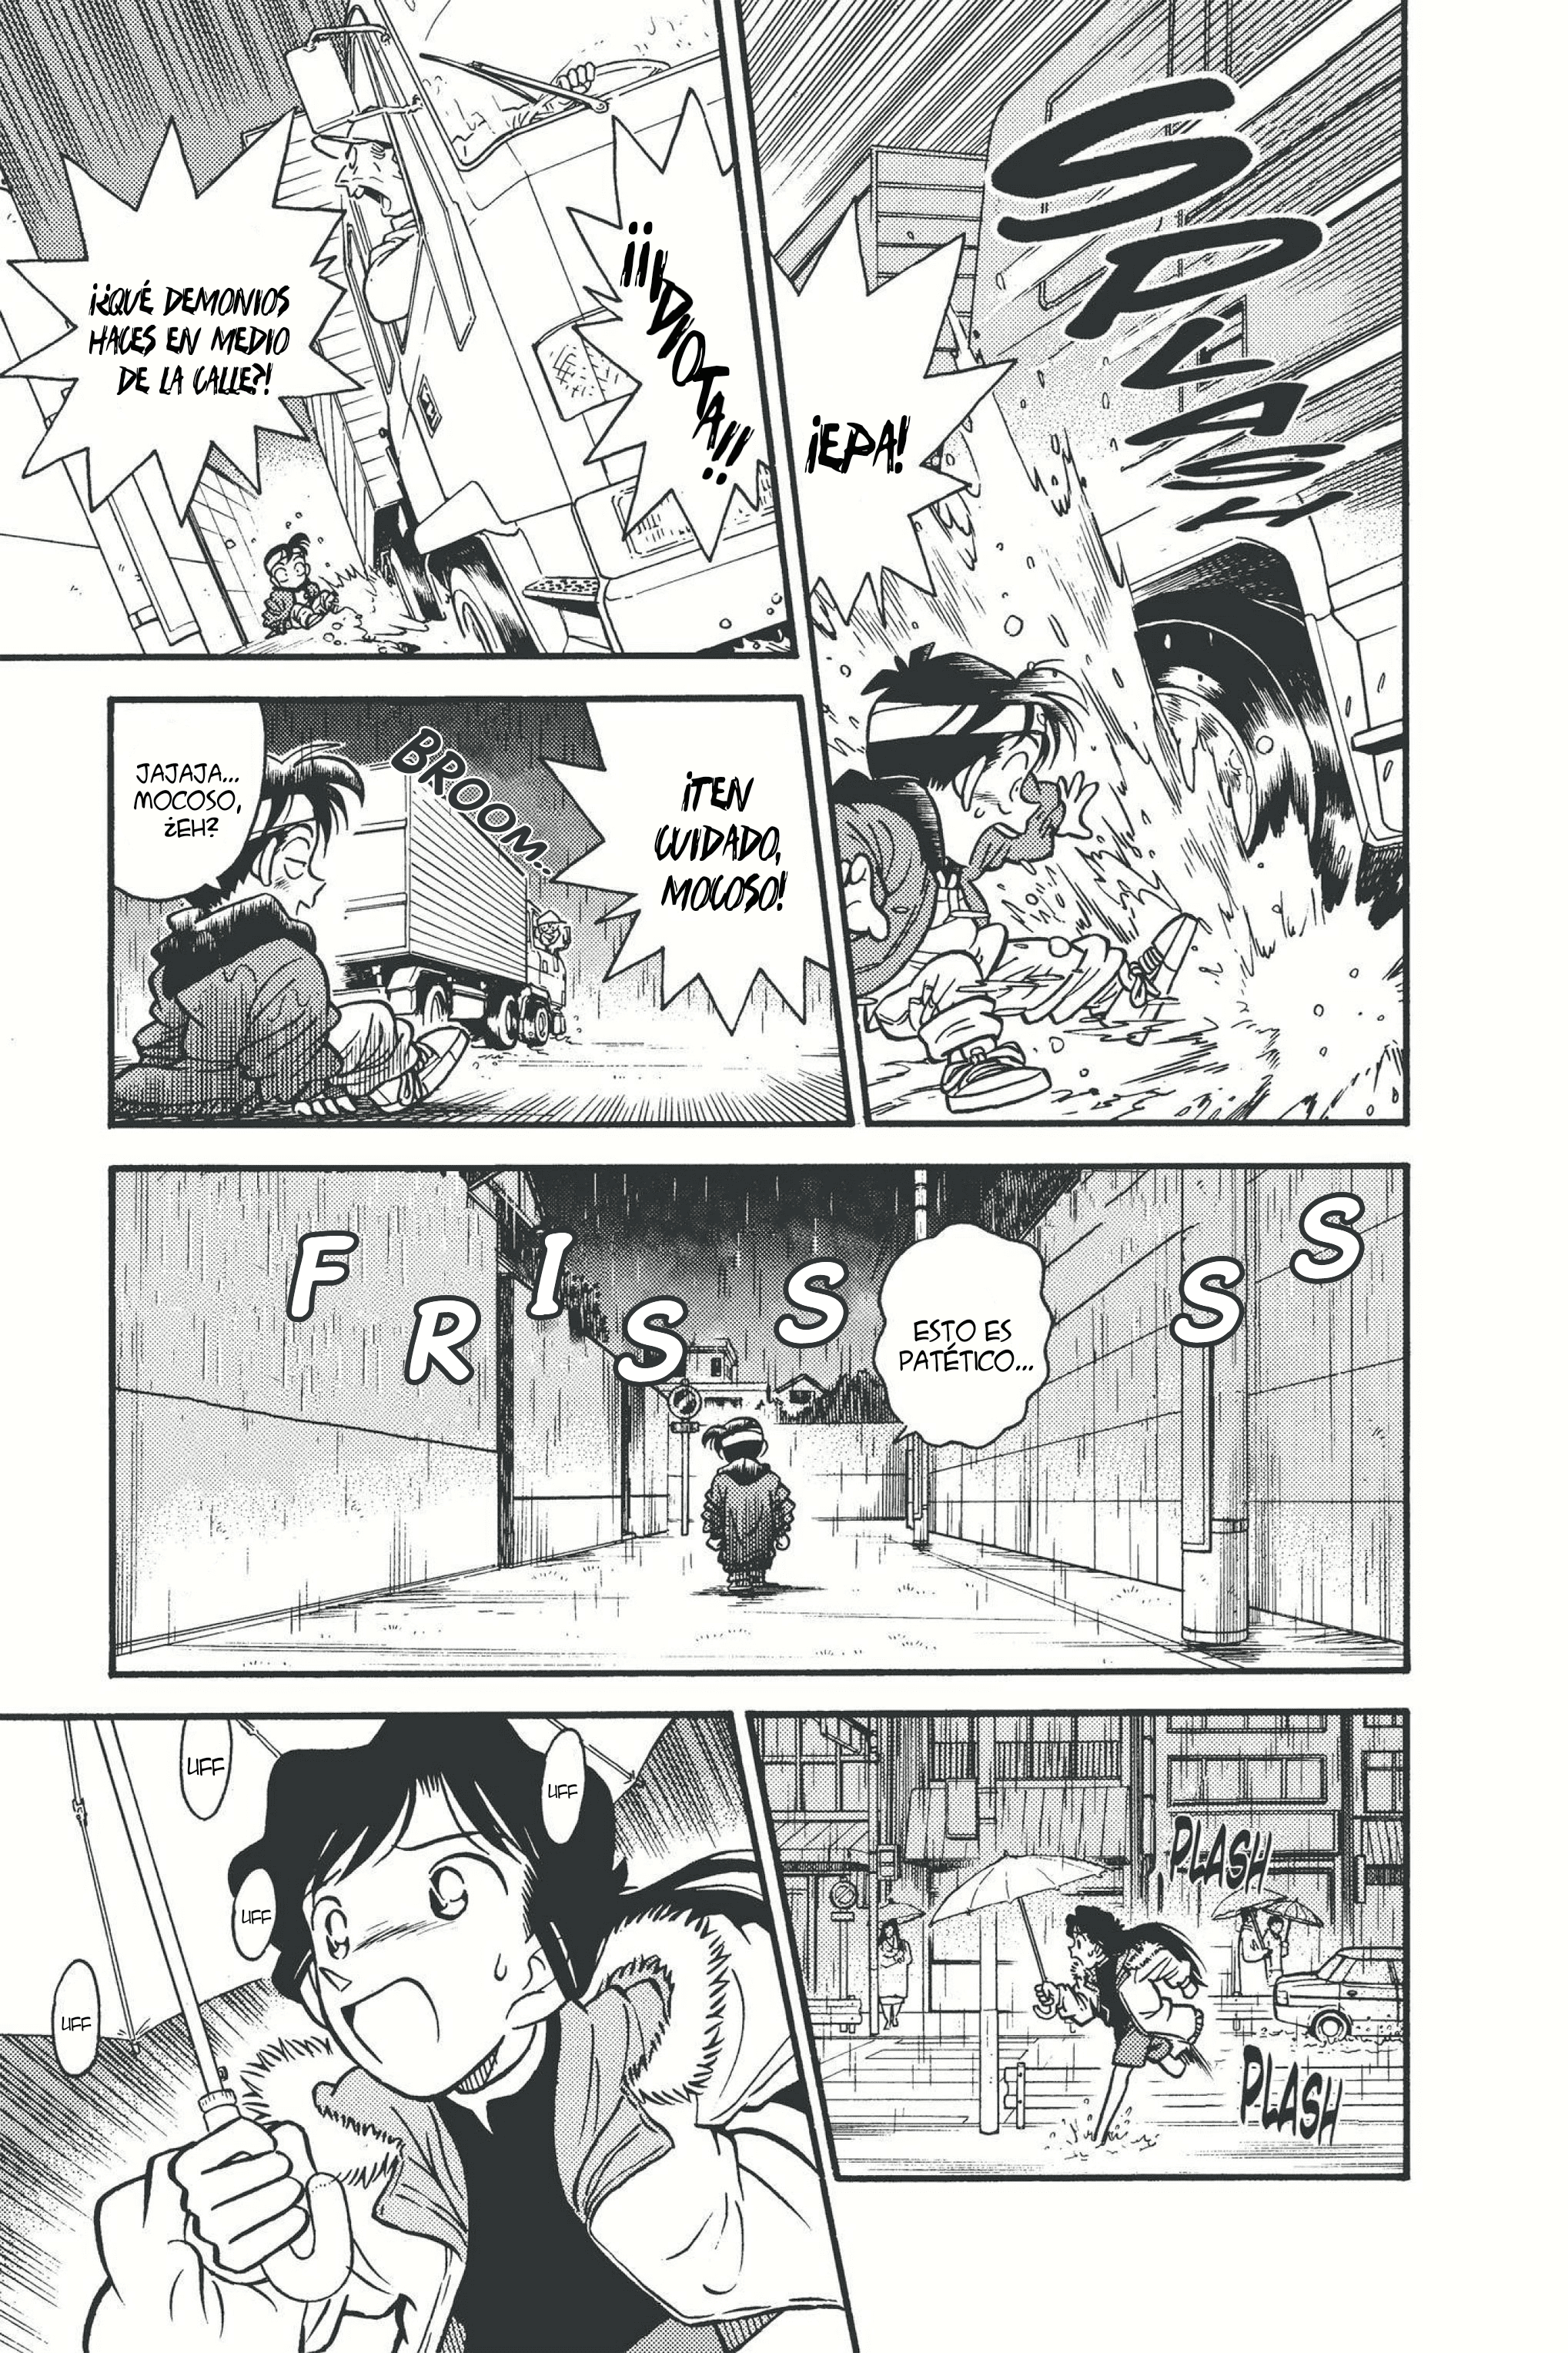 SPLASH
¡EPA!
¡¡IDIOTA!!
¡¿QUÉ DEMONIOS
HACES EN MEDIO
DE LA CALLE?!
¡TEN
CUIDADO,
MOCOSO!
BROOM...
JAJAJA...
MOCOSO,
¿EH?
FRISSSS
ESTO ES
PATÉTICO...
PLASH
PLASH
UFF
UFF
UFF
UFF